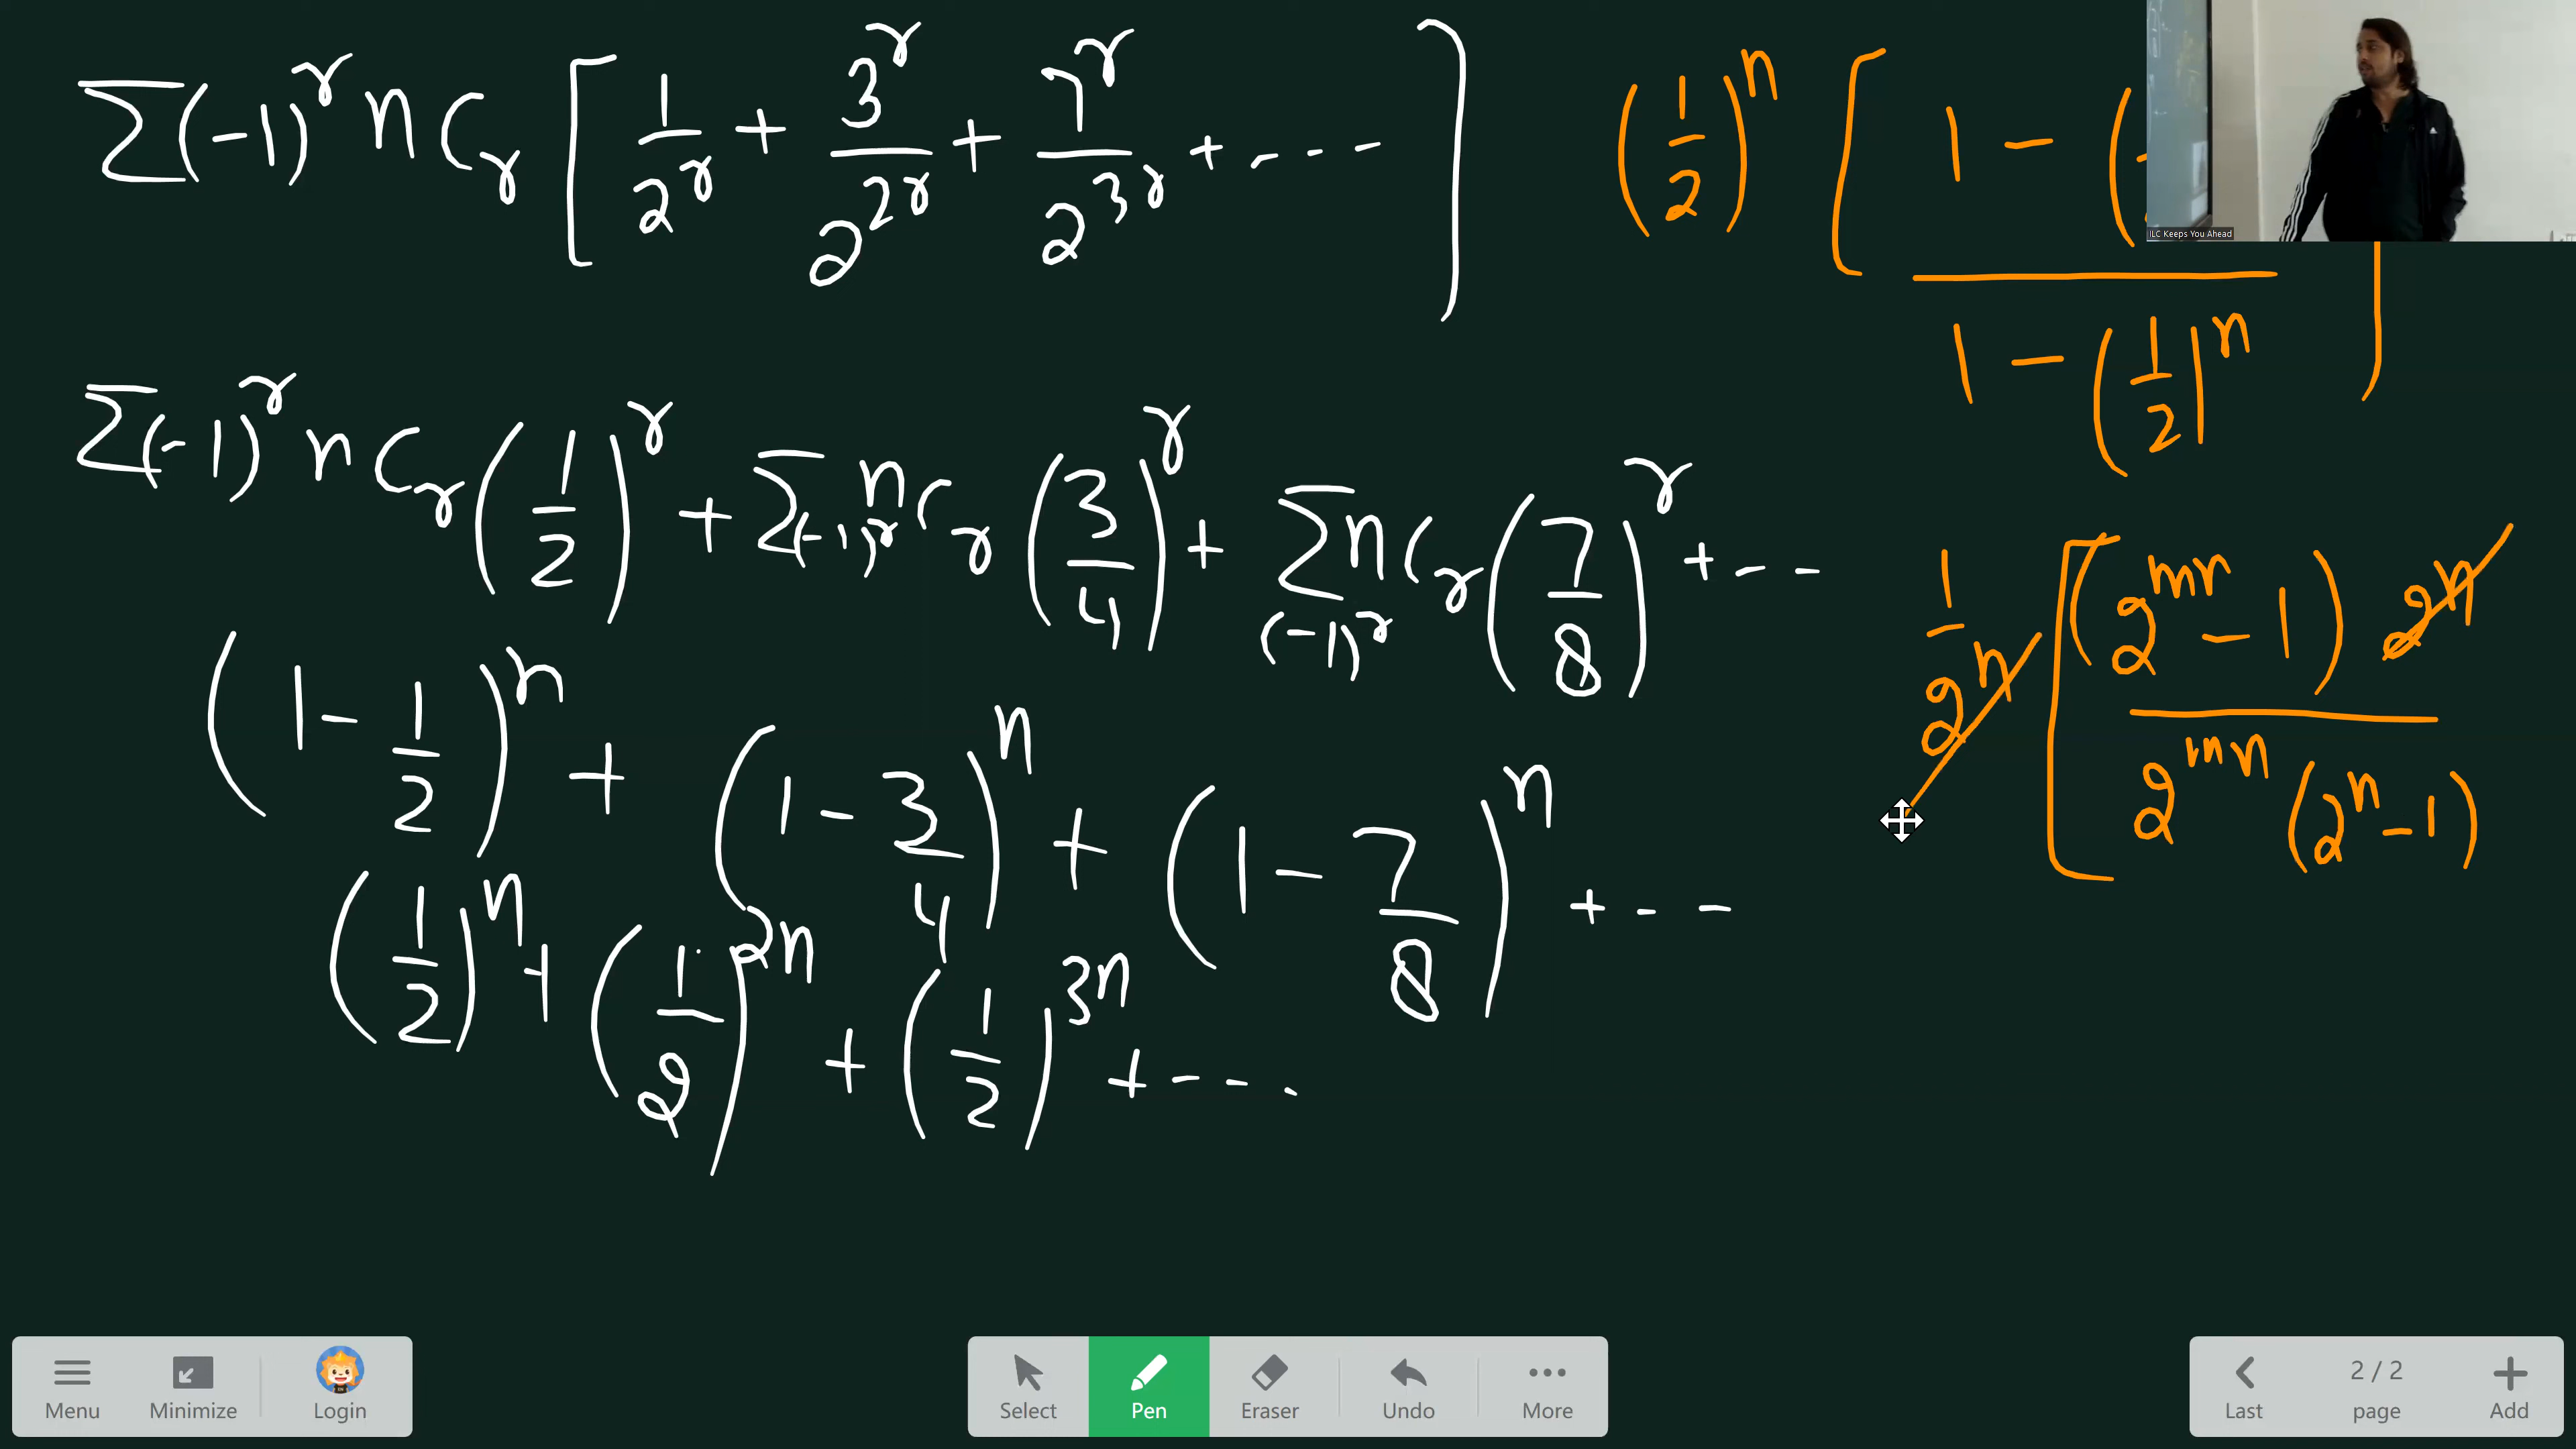 Σ(-1)^r nC_r [ 1/2^r + 3^r/2^{2r} + 7^r/2^{3r} + ---- ]
Σ(-1)^r nC_r (1/2)^r + Σ(-1)^r nC_r (3/4)^r + Σ(-1)^r nC_r (7/8)^r + --
(1 - 1/2)^n + (1 - 3/4)^n + (1 - 7/8)^n + --
(1/2)^n + (1/2)^{2n} + (1/2)^{3n} + ---.
(1/2)^n [ 1 - (
1 - (1/2)^n ]
1/2^n [ (2^{mn} - 1) 2^n
2^{mn} (2^n - 1)
ILC Keeps You Ahead
Menu Minimize Login Select Pen Eraser Undo More Last 2 / 2 page Add